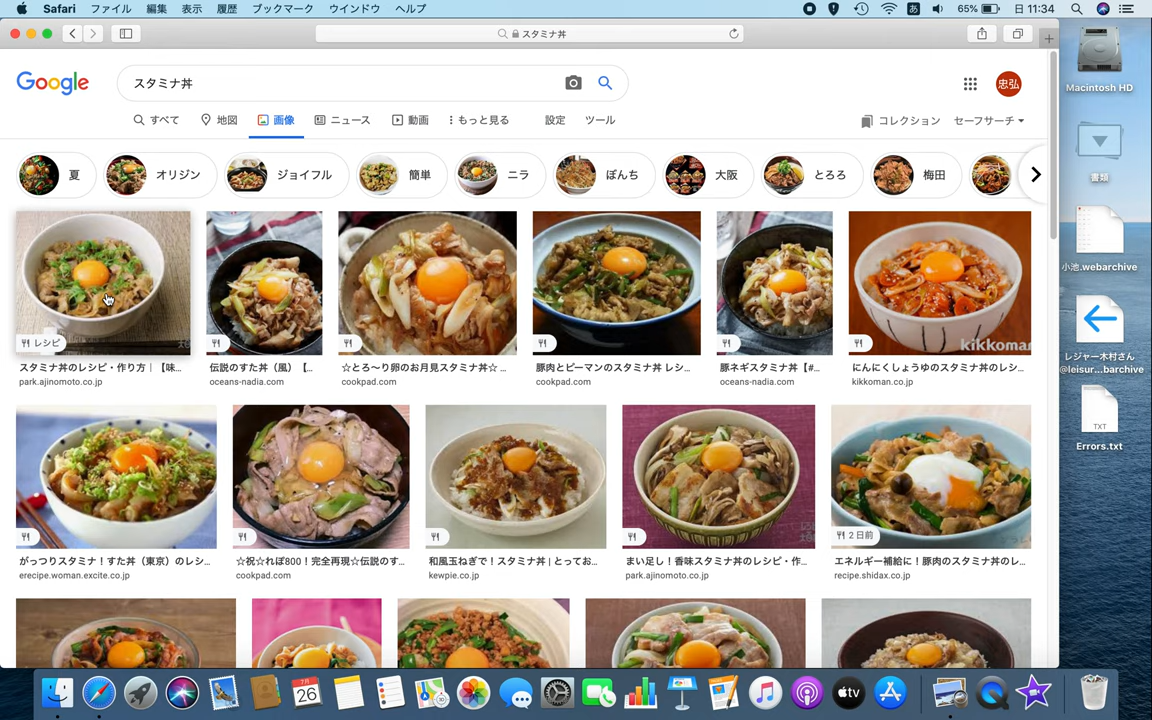 Safari ファイル 編集 表示 履歴 ブックマーク ウインドウ ヘルプ あ 65% 日 11:34
スタミナ丼
Macintosh HD
書類
小池.webarchive
レジャー木村さん
@leisur...barchive
TXT
Errors.txt
Google スタミナ丼 忠弘
すべて 地図 画像 ニュース 動画 もっと見る 設定 ツール コレクション セーフサーチ
夏 オリジン ジョイフル 簡単 ニラ ぼんち 大阪 とろろ 梅田
レシピ
kikkoman
スタミナ丼のレシピ・作り方｜【味... 伝説のすた丼（風）【... ☆とろ～り卵のお月見スタミナ丼☆ ... 豚肉とピーマンのスタミナ丼 レシ... 豚ネギスタミナ丼【#... にんにくしょうゆのスタミナ丼のレシ...
park.ajinomoto.co.jp oceans-nadia.com cookpad.com cookpad.com oceans-nadia.com kikkoman.co.jp
2 日前
がっつりスタミナ！すた丼（東京）のレシ... ☆祝☆れぽ800！完全再現☆伝説のす... 和風玉ねぎで！スタミナ丼 | とってお... まい足し！香味スタミナ丼のレシピ・作... エネルギー補給に！豚肉のスタミナ丼のレ...
erecipe.woman.excite.co.jp cookpad.com kewpie.co.jp park.ajinomoto.co.jp recipe.shidax.co.jp
7月
26
tv